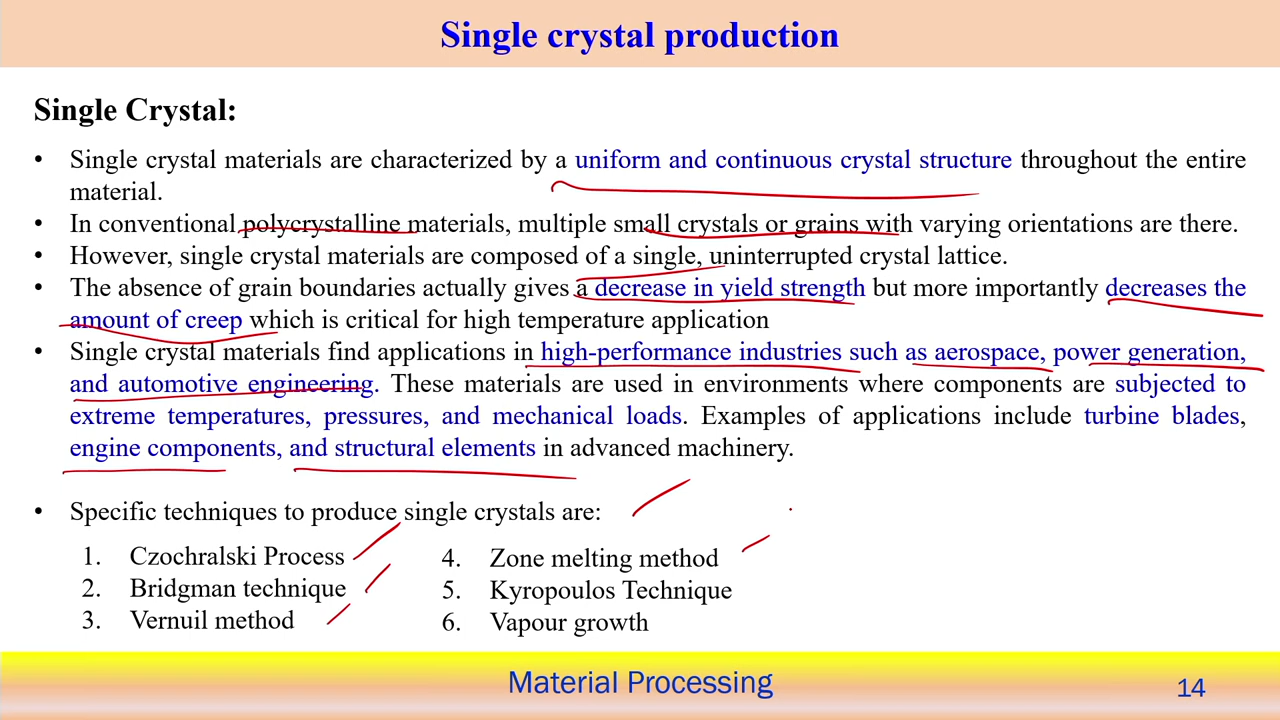 Single crystal production
Single Crystal:
• Single crystal materials are characterized by a uniform and continuous crystal structure throughout the entire
material.
• In conventional polycrystalline materials, multiple small crystals or grains with varying orientations are there.
• However, single crystal materials are composed of a single, uninterrupted crystal lattice.
• The absence of grain boundaries actually gives a decrease in yield strength but more importantly decreases the
amount of creep which is critical for high temperature application
• Single crystal materials find applications in high-performance industries such as aerospace, power generation,
and automotive engineering. These materials are used in environments where components are subjected to
extreme temperatures, pressures, and mechanical loads. Examples of applications include turbine blades,
engine components, and structural elements in advanced machinery.
• Specific techniques to produce single crystals are:
1. Czochralski Process
2. Bridgman technique
3. Vernuil method
4. Zone melting method
5. Kyropoulos Technique
6. Vapour growth
Material Processing
14